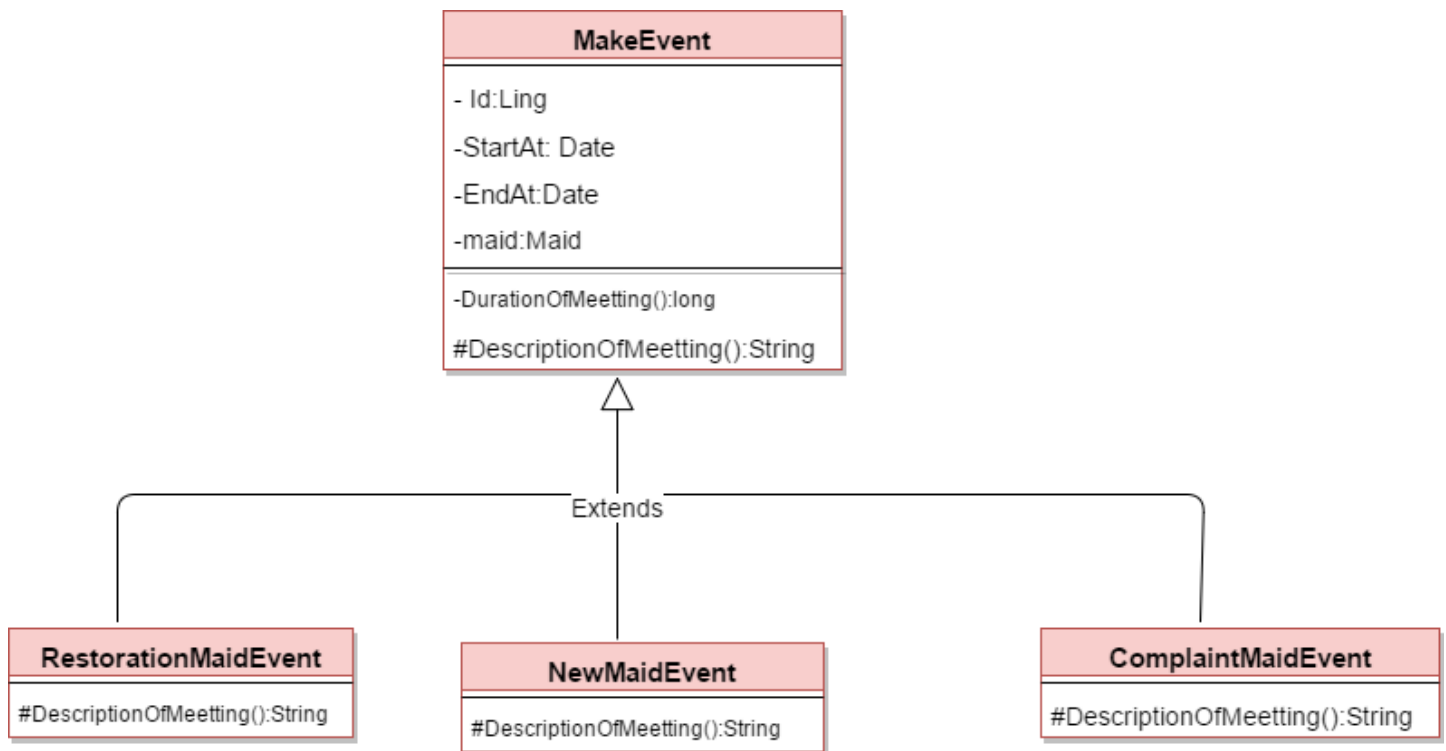 MakeEvent
- Id:Ling
-StartAt: Date
-EndAt:Date
-maid:Maid
-DurationOfMeetting():long
#DescriptionOfMeetting():String
Extends
RestorationMaidEvent
#DescriptionOfMeetting():String
NewMaidEvent
#DescriptionOfMeetting():String
ComplaintMaidEvent
#DescriptionOfMeetting():String